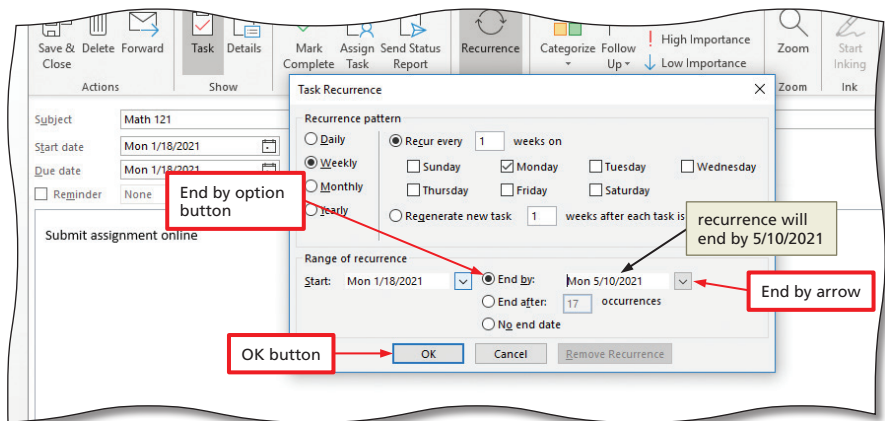 Save & Delete Forward Task Details Mark Assign Send Status Recurrence Categorize Follow High Importance Zoom Start
Close Complete Task Report Up Low Importance Inking
Actions Show Zoom Ink
Task Recurrence
Subject Math 121
Start date Mon 1/18/2021
Due date Mon 1/18/2021
Reminder None
Submit assignment online
Recurrence pattern
Daily Recur every 1 weeks on
Weekly Sunday Monday Tuesday Wednesday
Monthly Thursday Friday Saturday
Yearly Regenerate new task 1 weeks after each task is
End by option
button
recurrence will
end by 5/10/2021
Range of recurrence
Start: Mon 1/18/2021 End by: Mon 5/10/2021
End after: 17 occurrences
No end date
End by arrow
OK button
OK Cancel Remove Recurrence